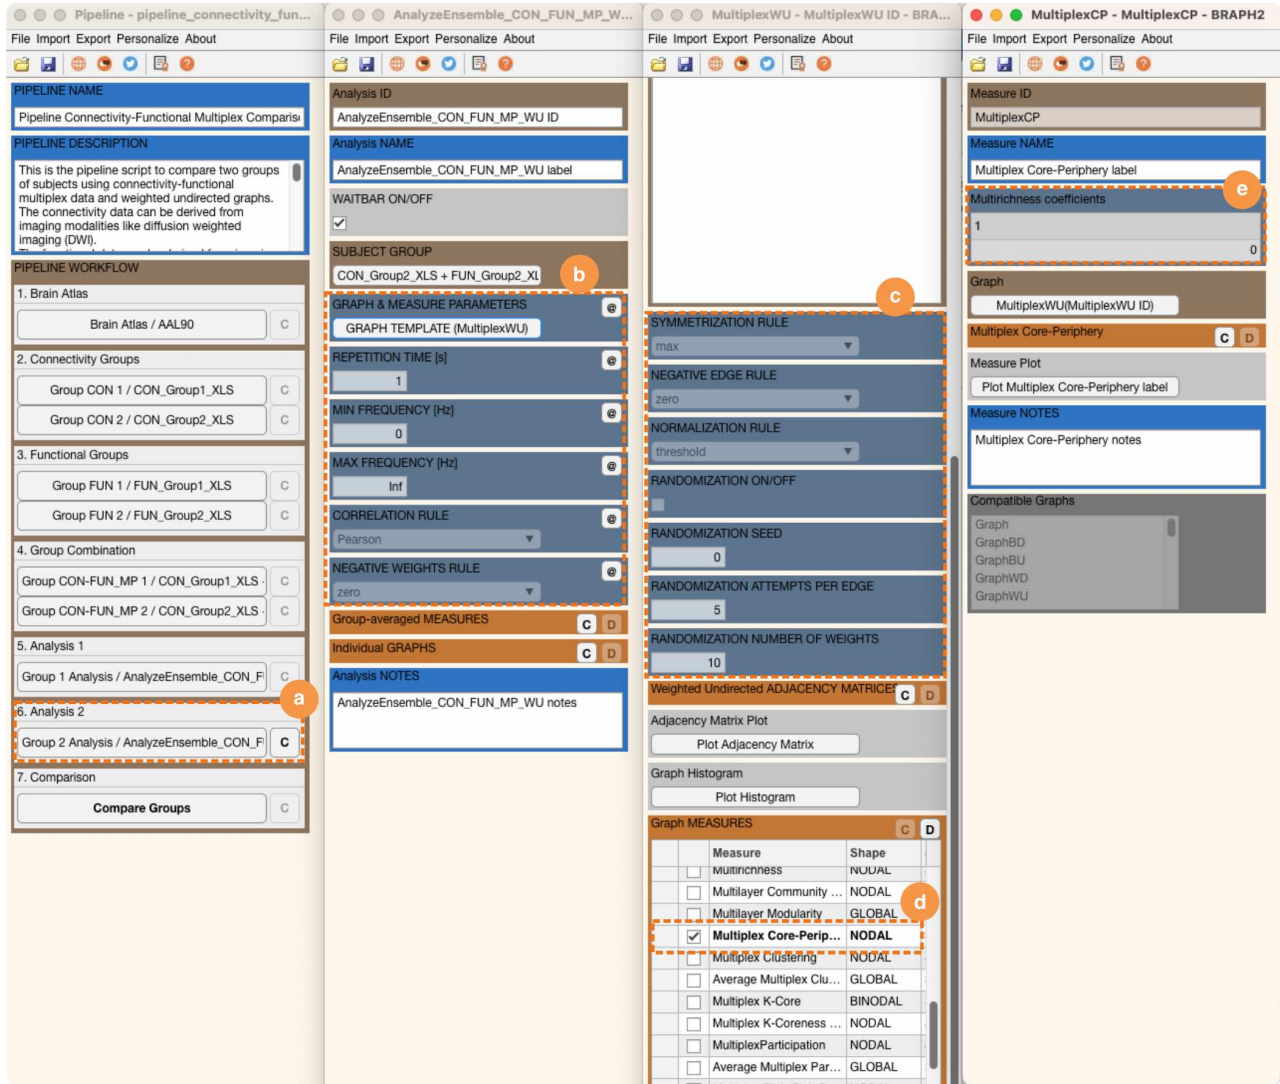 Pipeline - pipeline_connectivity_fun...
File Import Export Personalize About
PIPELINE NAME
Pipeline Connectivity-Functional Multiplex Comparis
PIPELINE DESCRIPTION
This is the pipeline script to compare two groups
of subjects using connectivity-functional
multiplex data and weighted undirected graphs.
The connectivity data can be derived from
imaging modalities like diffusion weighted
imaging (DWI).
PIPELINE WORKFLOW
1. Brain Atlas
Brain Atlas / AAL90 C
2. Connectivity Groups
Group CON 1 / CON_Group1_XLS C
Group CON 2 / CON_Group2_XLS C
3. Functional Groups
Group FUN 1 / FUN_Group1_XLS C
Group FUN 2 / FUN_Group2_XLS C
4. Group Combination
Group CON-FUN_MP 1 / CON_Group1_XLS - C
Group CON-FUN_MP 2 / CON_Group2_XLS - C
5. Analysis 1
Group 1 Analysis / AnalyzeEnsemble_CON_F C
a
6. Analysis 2
Group 2 Analysis / AnalyzeEnsemble_CON_F C
7. Comparison
Compare Groups C
AnalyzeEnsemble_CON_FUN_MP_W...
File Import Export Personalize About
Analysis ID
AnalyzeEnsemble_CON_FUN_MP_WU ID
Analysis NAME
AnalyzeEnsemble_CON_FUN_MP_WU label
WAITBAR ON/OFF
SUBJECT GROUP
CON_Group2_XLS + FUN_Group2_XL
b
GRAPH & MEASURE PARAMETERS @
GRAPH TEMPLATE (MultiplexWU)
REPETITION TIME [s] @
1
MIN FREQUENCY [Hz] @
0
MAX FREQUENCY [Hz] @
Inf
CORRELATION RULE @
Pearson
NEGATIVE WEIGHTS RULE @
zero
Group-averaged MEASURES C D
Individual GRAPHS C D
Analysis NOTES
AnalyzeEnsemble_CON_FUN_MP_WU notes
MultiplexWU - MultiplexWU ID - BRA...
File Import Export Personalize About
c
SYMMETRIZATION RULE
max
NEGATIVE EDGE RULE
zero
NORMALIZATION RULE
threshold
RANDOMIZATION ON/OFF
RANDOMIZATION SEED
0
RANDOMIZATION ATTEMPTS PER EDGE
5
RANDOMIZATION NUMBER OF WEIGHTS
10
Weighted Undirected ADJACENCY MATRICES C D
Adjacency Matrix Plot
Plot Adjacency Matrix
Graph Histogram
Plot Histogram
Graph MEASURES C D
Measure Shape
Multirichness NODAL
Multilayer Community ... NODAL
d
Multilayer Modularity GLOBAL
Multiplex Core-Perip... NODAL
Multiplex Clustering NODAL
Average Multiplex Clu... GLOBAL
Multiplex K-Core BINODAL
Multiplex K-Coreness ... NODAL
MultiplexParticipation NODAL
Average Multiplex Par... GLOBAL
MultiplexCP - MultiplexCP - BRAPH2
File Import Export Personalize About
Measure ID
MultiplexCP
Measure NAME
Multiplex Core-Periphery label
e
Multirichness coefficients
1
0
Graph
MultiplexWU(MultiplexWU ID)
Multiplex Core-Periphery C D
Measure Plot
Plot Multiplex Core-Periphery label
Measure NOTES
Multiplex Core-Periphery notes
Compatible Graphs
Graph
GraphBD
GraphBU
GraphWD
GraphWU